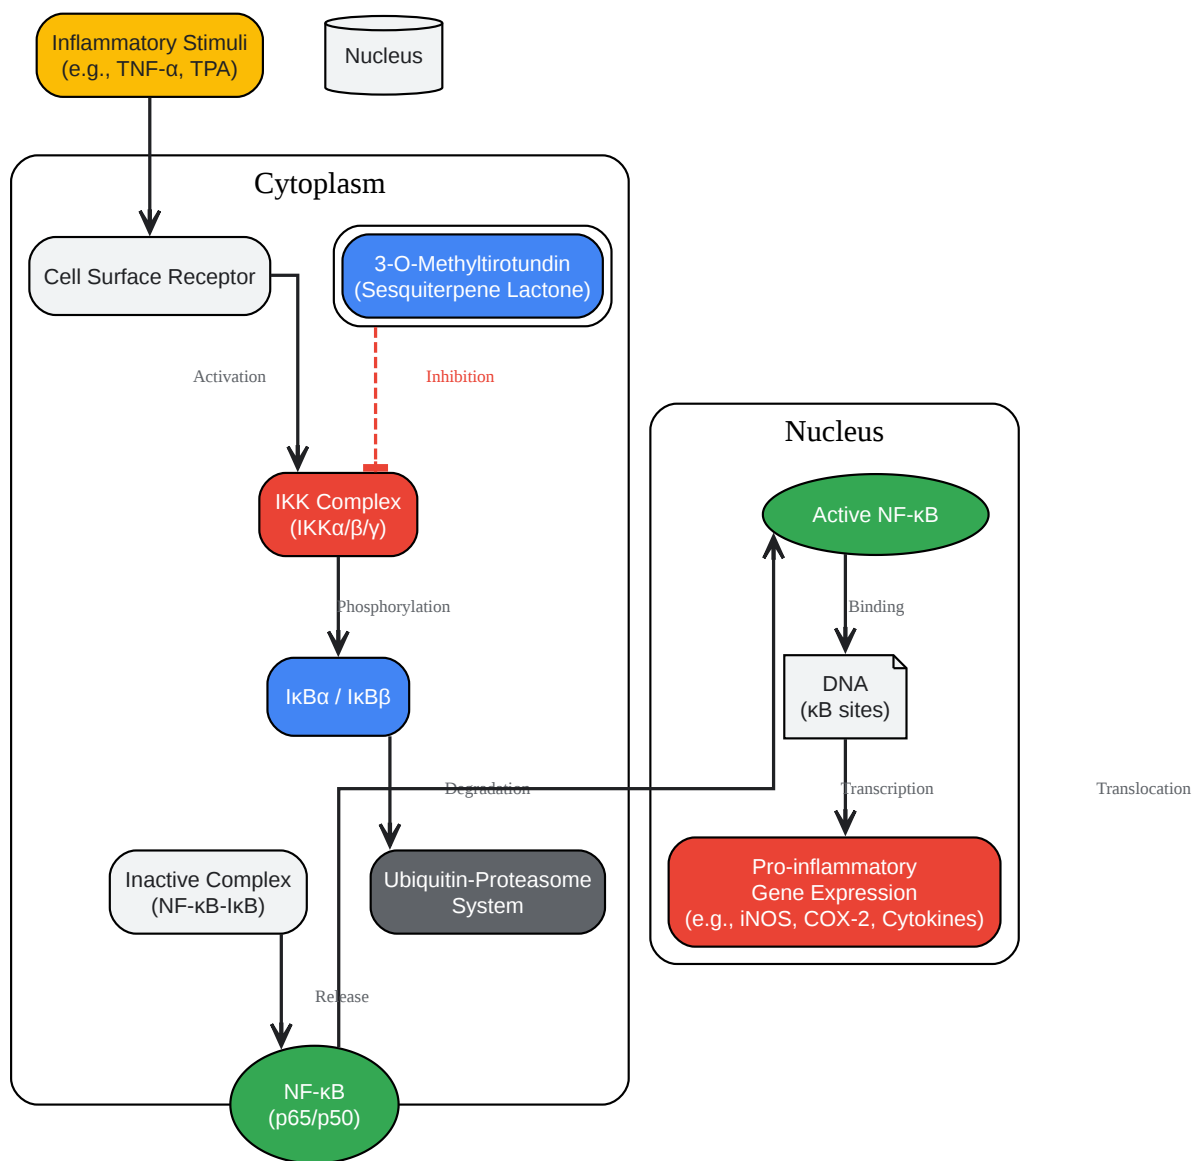 Inflammatory Stimuli
(e.g., TNF-α, TPA)
Nucleus
Cytoplasm
Cell Surface Receptor
3-O-Methyltirotundin
(Sesquiterpene Lactone)
Activation
Inhibition
IKK Complex
(IKKα/β/γ)
Phosphorylation
IκBα / IκBβ
Degradation
Inactive Complex
(NF-κB-IκB)
Ubiquitin-Proteasome
System
Release
NF-κB
(p65/p50)
Nucleus
Active NF-κB
Binding
DNA
(κB sites)
Transcription
Translocation
Pro-inflammatory
Gene Expression
(e.g., iNOS, COX-2, Cytokines)